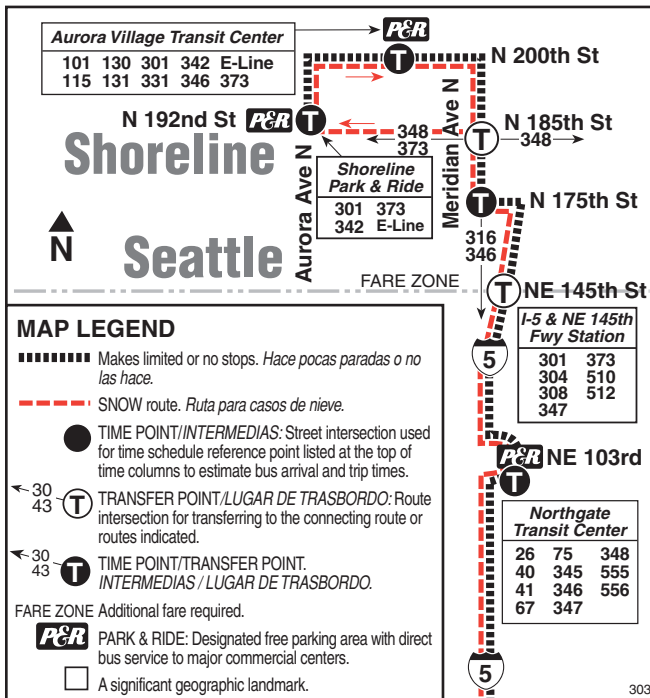 Aurora Village Transit Center
101 130 301 342 E-Line
115 131 331 346 373
P&R
T
N 200th St
N 192nd St P&R T
348
373
T
N 185th St
348
Shoreline
Aurora Ave N
Meridian Ave N
Shoreline
Park & Ride
301 373
342 E-Line
T
N 175th St
316
346
N
Seattle
FARE ZONE
T
NE 145th St
I-5 & NE 145th
Fwy Station
301 373
304 510
308 512
347
5
P&R NE 103rd
T
Northgate
Transit Center
26 75 348
40 345 555
41 346 556
67 347
5
MAP LEGEND
Makes limited or no stops. Hace pocas paradas o no
las hace.
SNOW route. Ruta para casos de nieve.
TIME POINT/INTERMEDIAS: Street intersection used
for time schedule reference point listed at the top of
time columns to estimate bus arrival and trip times.
30
43
T
TRANSFER POINT/LUGAR DE TRASBORDO: Route
intersection for transferring to the connecting route or
routes indicated.
30
43
T
TIME POINT/TRANSFER POINT.
INTERMEDIAS / LUGAR DE TRASBORDO.
FARE ZONE Additional fare required.
P&R PARK & RIDE: Designated free parking area with direct
bus service to major commercial centers.
A significant geographic landmark.
303